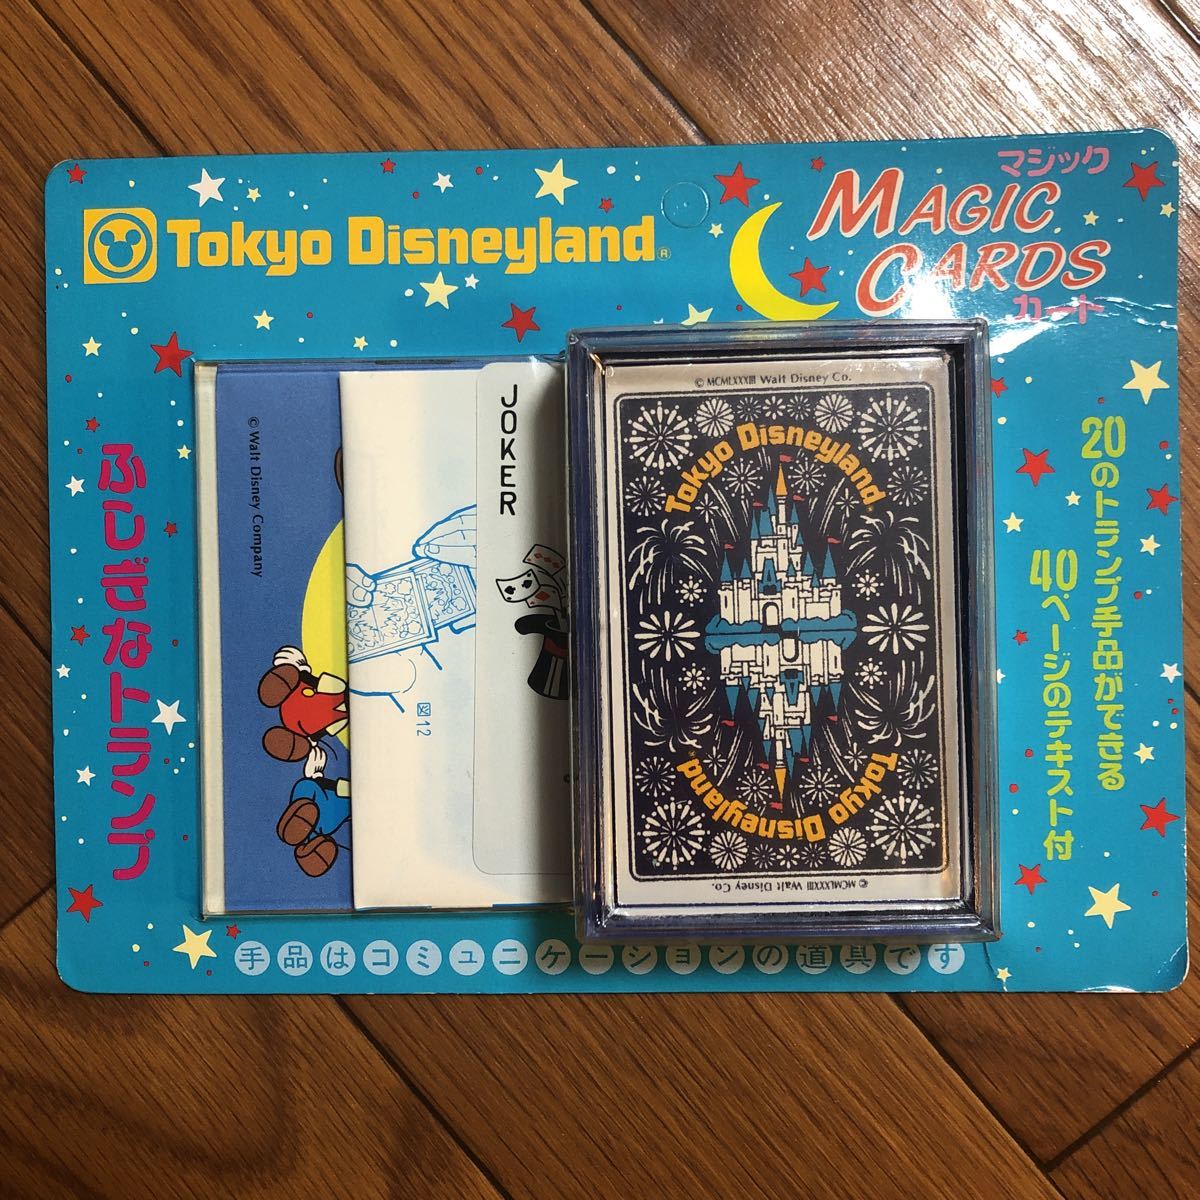 マジック
MAGIC
CARDS
カート
Tokyo Disneyland®
ふしぎなトランプ
20のトランプ手品ができる
40ページのテキスト付
© Walt Disney Company
図12
JOKER
© MCMLXXXIII Walt Disney Co.
Tokyo Disneyland
Tokyo Disneyland
© MCMLXXXIII Walt Disney Co.
手品はコミュニケーションの道具です